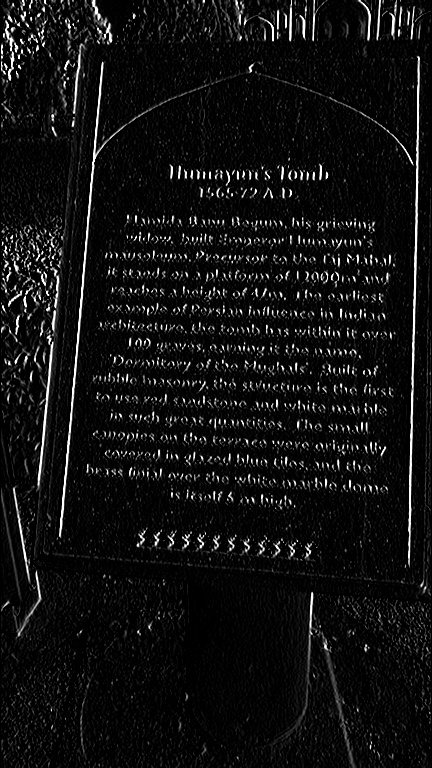 Humayun's Tomb
1565-72 A.D.
Hamida Banu Begum, his grieving
widow, built Emperor Humayun's
mausoleum. Precursor to the Taj Mahal,
it stands on a platform of 12000m² and
reaches a height of 47m. The earliest
example of Persian influence in Indian
architecture, the tomb has within it over
100 graves, earning it the name,
'Dormitory of the Mughals'. Built of
rubble masonry, the structure is the first
to use red sandstone and white marble
in such great quantities. The small
canopies on the terrace were originally
covered in glazed blue tiles, and the
brass finial over the white marble dome
is itself 6 m high.